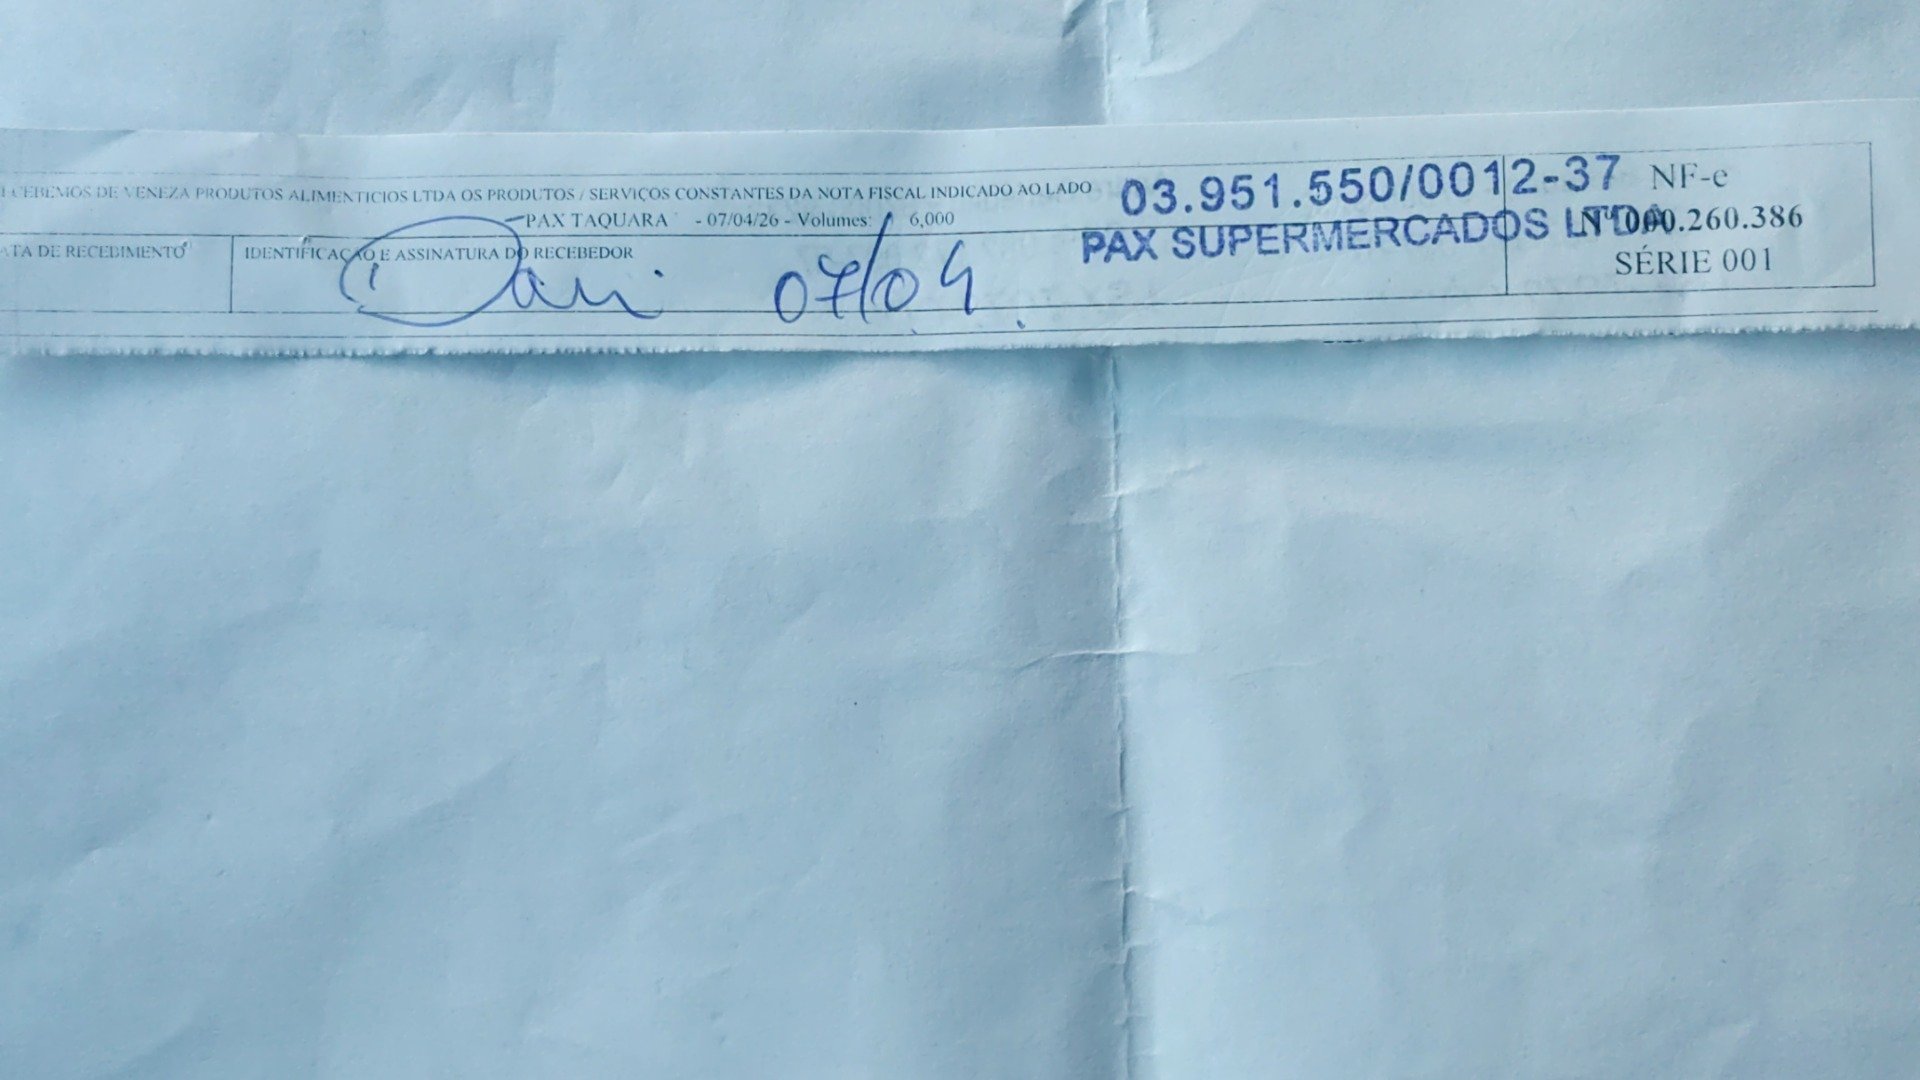 CEBEMOS DE VENEZA PRODUTOS ALIMENTICIOS LTDA OS PRODUTOS / SERVIÇOS CONSTANTES DA NOTA FISCAL INDICADO AO LADO
03.951.550/0012-37
NF-e
PAX TAQUARA - 07/04/26 - Volumes: 6,000
PAX SUPERMERCADOS LTDA
Nº 000.260.386
SÉRIE 001
ATA DE RECEBIMENTO
IDENTIFICAÇÃO E ASSINATURA DO RECEBEDOR
07/04